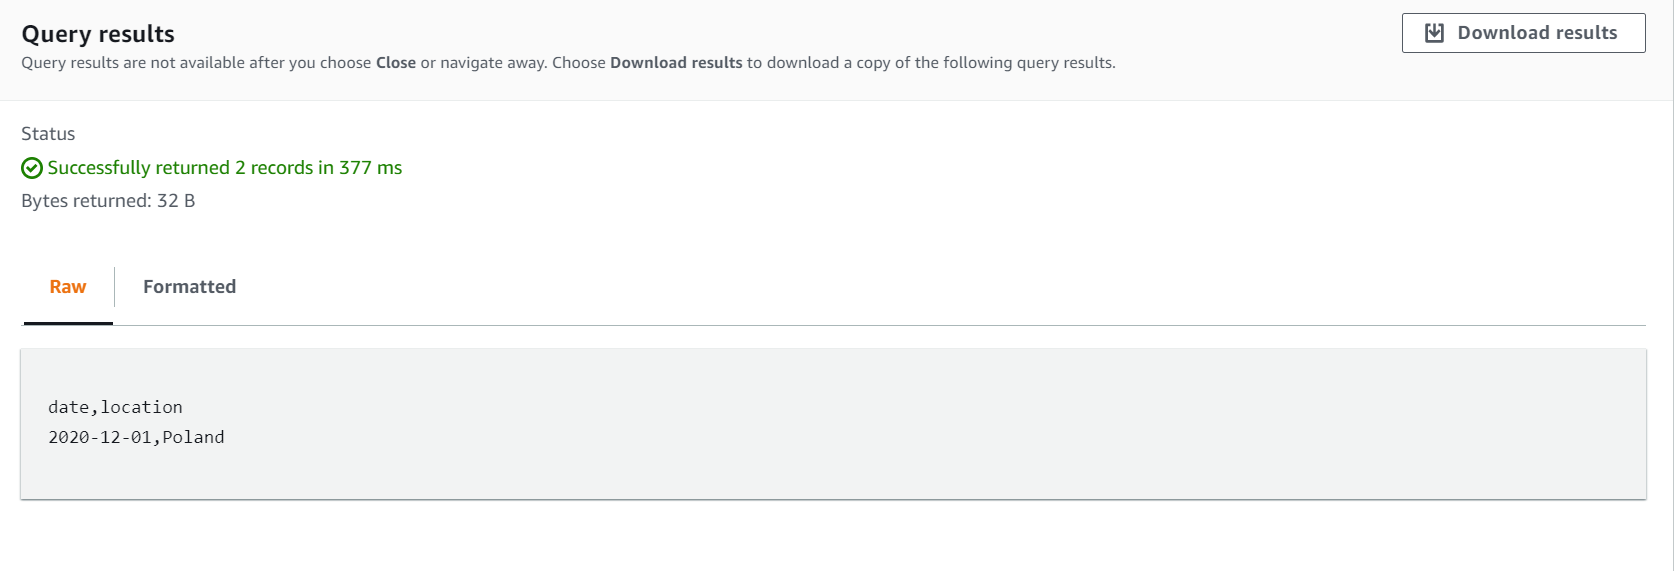 Query results
Download results
Query results are not available after you choose Close or navigate away. Choose Download results to download a copy of the following query results.
Status
Successfully returned 2 records in 377 ms
Bytes returned: 32 B
Raw
Formatted
date,location
2020-12-01,Poland